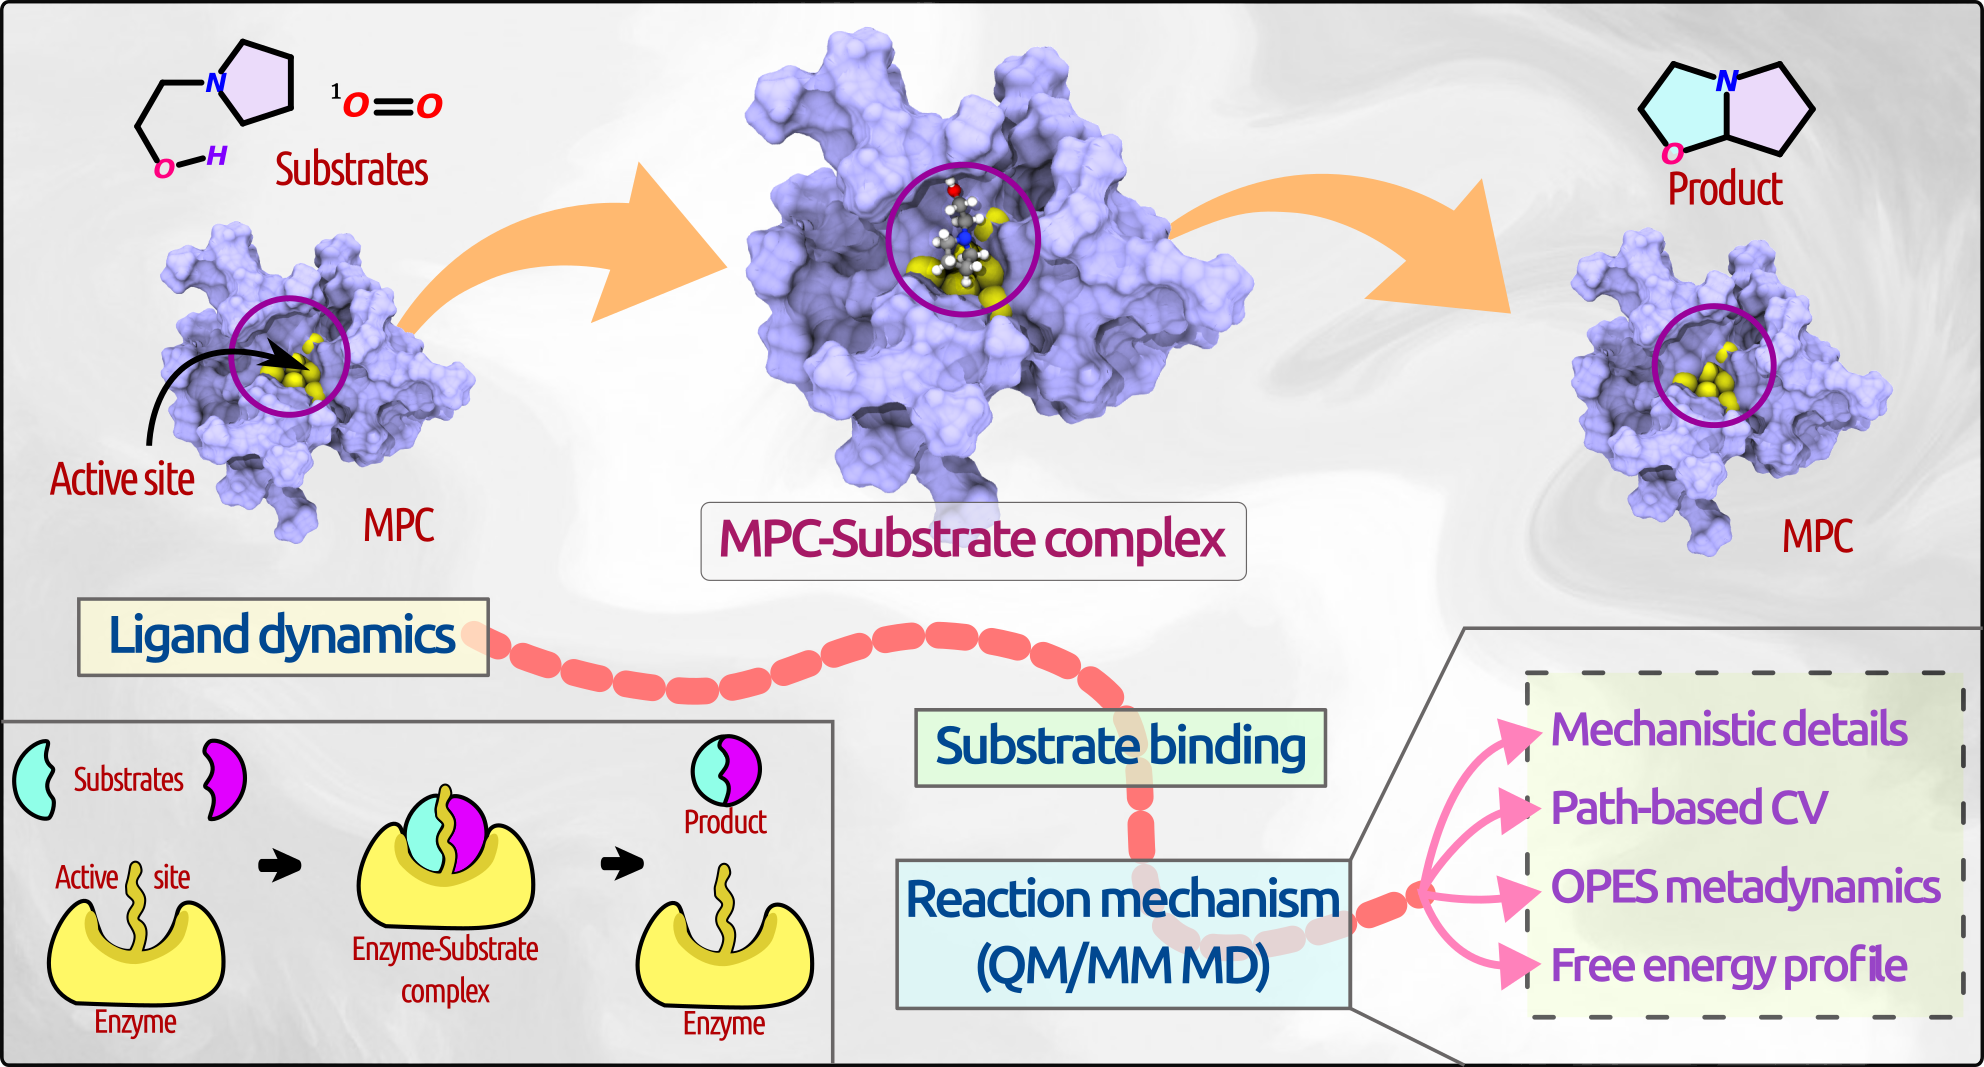 N
O
H
¹O=O
Substrates
Active site
MPC
MPC-Substrate complex
N
O
Product
MPC
Ligand dynamics
Substrate binding
Reaction mechanism
(QM/MM MD)
Mechanistic details
Path-based CV
OPES metadynamics
Free energy profile
Substrates
Active site
Enzyme
Enzyme-Substrate
complex
Product
Enzyme